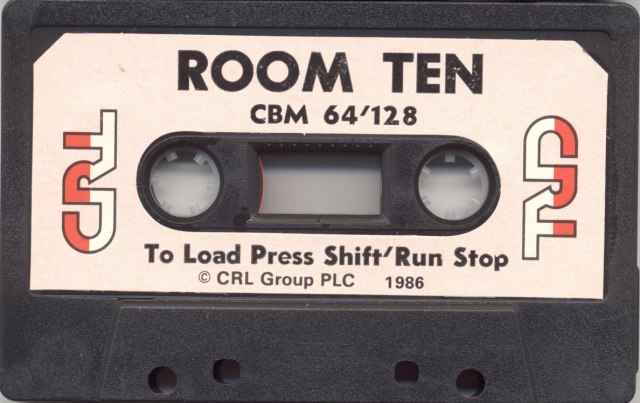 ROOM TEN
CBM 64'128
CRL
CRL
To Load Press Shift'Run Stop
© CRL Group PLC 1986